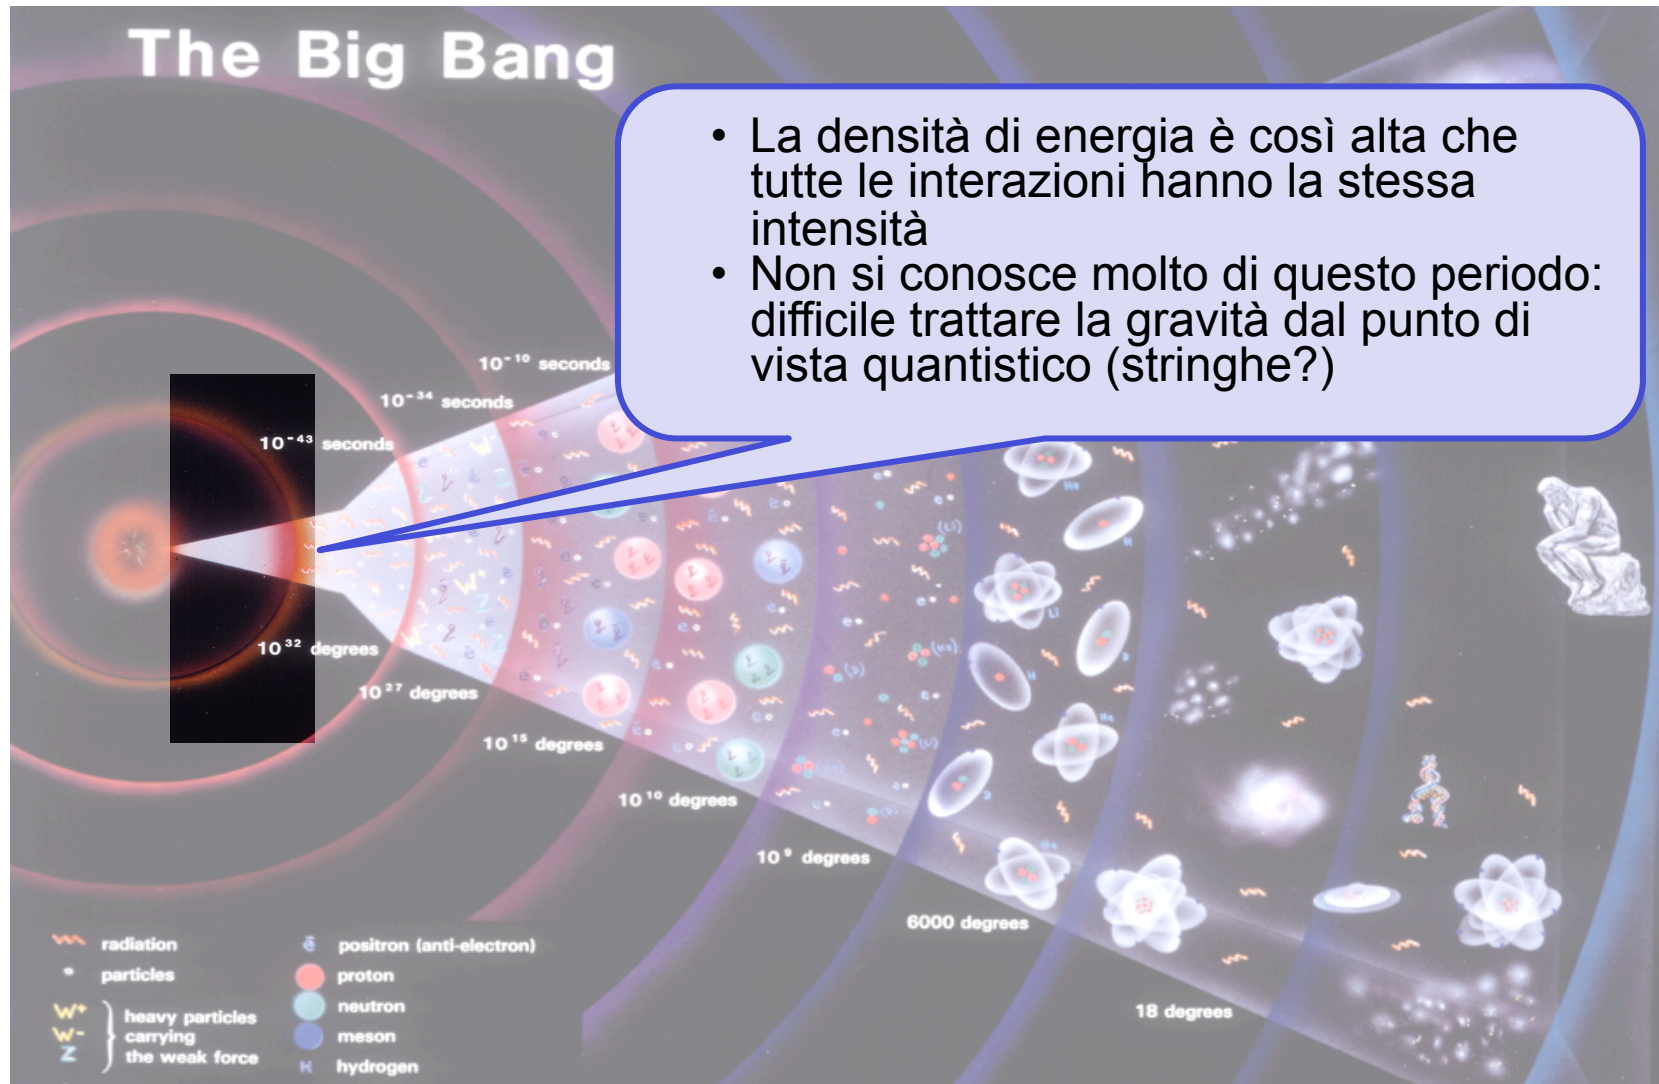 The Big Bang
• La densità di energia è così alta che
tutte le interazioni hanno la stessa
intensità
• Non si conosce molto di questo periodo:
difficile trattare la gravità dal punto di
vista quantistico (stringhe?)
10⁻¹⁰ seconds
10⁻³⁴ seconds
10⁻⁴³ seconds
10³² degrees
10²⁷ degrees
10¹⁵ degrees
10¹⁰ degrees
10⁹ degrees
6000 degrees
18 degrees
radiation
particles
W⁺
W⁻
Z
heavy particles
carrying
the weak force
ē positron (anti-electron)
proton
neutron
meson
H hydrogen